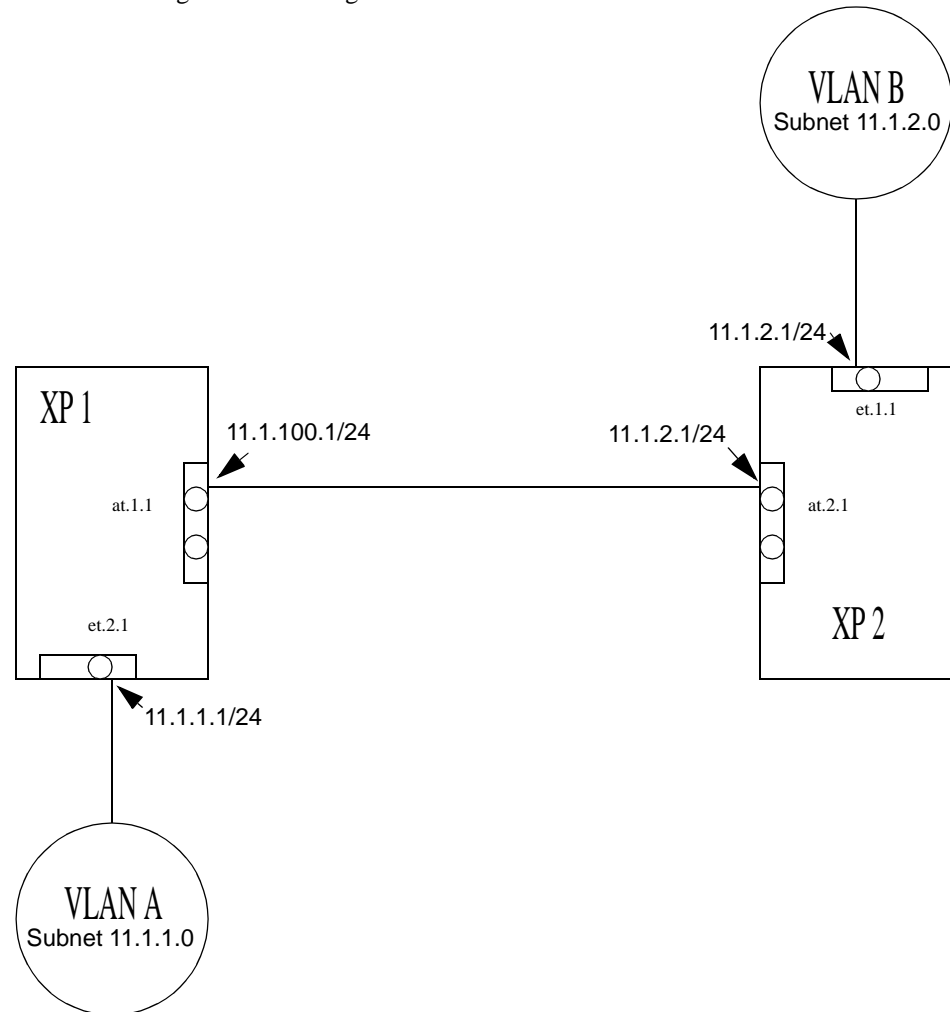 VLAN B
Subnet 11.1.2.0
11.1.2.1/24
XP 1
et.1.1
11.1.100.1/24
11.1.2.1/24
at.1.1
at.2.1
et.2.1
XP 2
11.1.1.1/24
VLAN A
Subnet 11.1.1.0